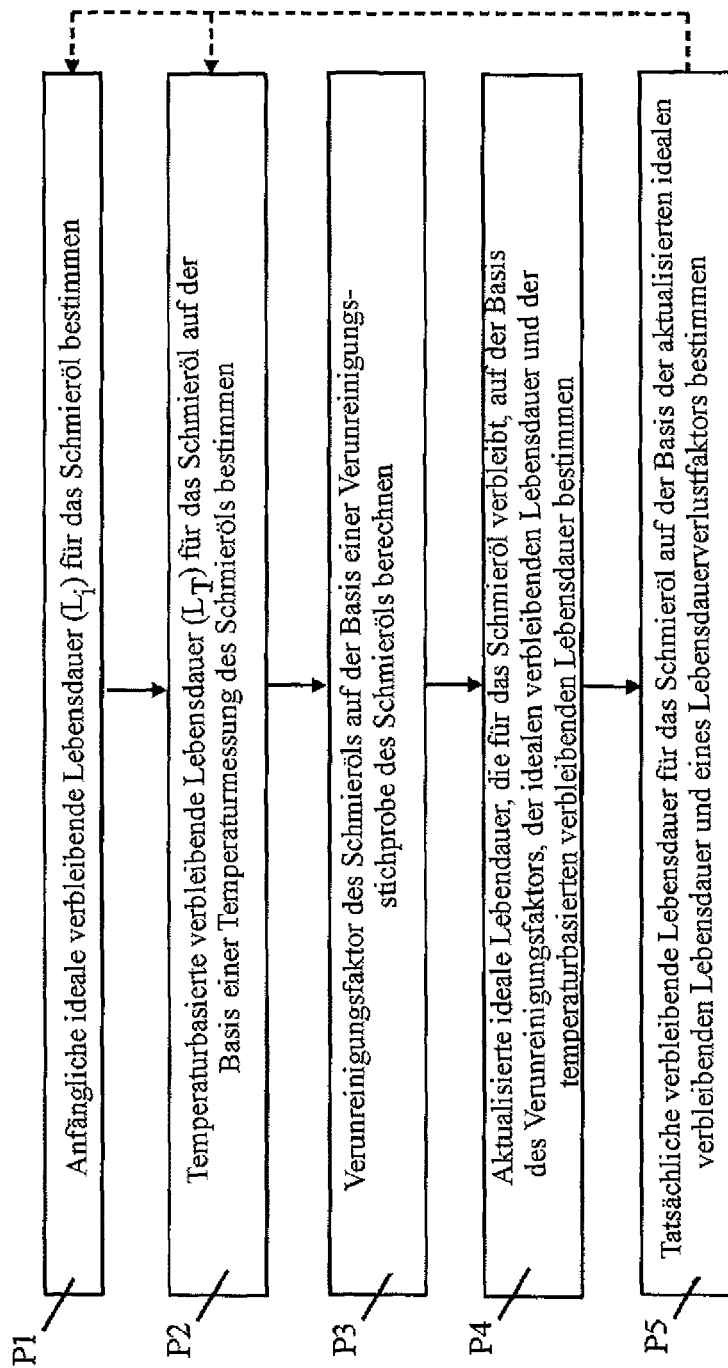 P1
Anfängliche ideale verbleibende Lebensdauer (Li) für das Schmieröl bestimmen
P2
Temperaturbasierte verbleibende Lebensdauer (LT) für das Schmieröl auf der
Basis einer Temperaturmessung des Schmieröls bestimmen
P3
Verunreinigungsfaktor des Schmieröls auf der Basis einer Verunreinigungs-
stichprobe des Schmieröls berechnen
P4
Aktualisierte ideale Lebendauer, die für das Schmieröl verbleibt, auf der Basis
des Verunreinigungsfaktors, der idealen verbleibenden Lebensdauer und der
temperaturbasierten verbleibenden Lebensdauer bestimmen
P5
Tatsächliche verbleibende Lebensdauer für das Schmieröl auf der Basis der aktualisierten idealen
verbleibenden Lebensdauer und eines Lebensdauerverlustfaktors bestimmen